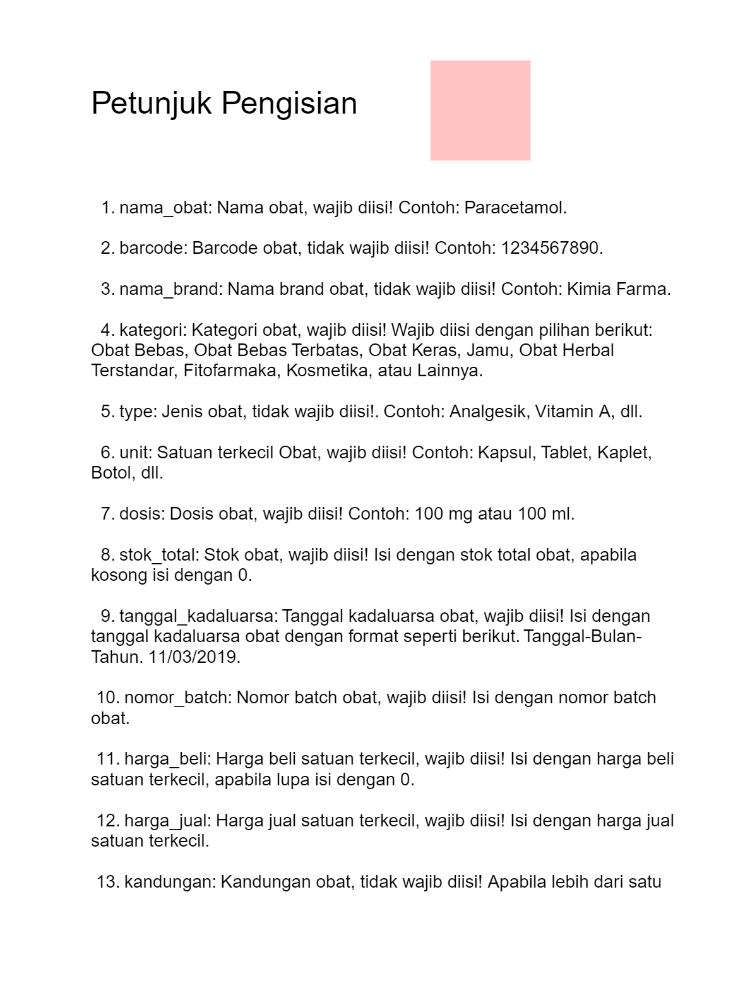 Petunjuk Pengisian
1. nama_obat: Nama obat, wajib diisi! Contoh: Paracetamol.
2. barcode: Barcode obat, tidak wajib diisi! Contoh: 1234567890.
3. nama_brand: Nama brand obat, tidak wajib diisi! Contoh: Kimia Farma.
4. kategori: Kategori obat, wajib diisi! Wajib diisi dengan pilihan berikut:
Obat Bebas, Obat Bebas Terbatas, Obat Keras, Jamu, Obat Herbal
Terstandar, Fitofarmaka, Kosmetika, atau Lainnya.
5. type: Jenis obat, tidak wajib diisi!. Contoh: Analgesik, Vitamin A, dll.
6. unit: Satuan terkecil Obat, wajib diisi! Contoh: Kapsul, Tablet, Kaplet,
Botol, dll.
7. dosis: Dosis obat, wajib diisi! Contoh: 100 mg atau 100 ml.
8. stok_total: Stok obat, wajib diisi! Isi dengan stok total obat, apabila
kosong isi dengan 0.
9. tanggal_kadaluarsa: Tanggal kadaluarsa obat, wajib diisi! Isi dengan
tanggal kadaluarsa obat dengan format seperti berikut. Tanggal-Bulan-
Tahun. 11/03/2019.
10. nomor_batch: Nomor batch obat, wajib diisi! Isi dengan nomor batch
obat.
11. harga_beli: Harga beli satuan terkecil, wajib diisi! Isi dengan harga beli
satuan terkecil, apabila lupa isi dengan 0.
12. harga_jual: Harga jual satuan terkecil, wajib diisi! Isi dengan harga jual
satuan terkecil.
13. kandungan: Kandungan obat, tidak wajib diisi! Apabila lebih dari satu